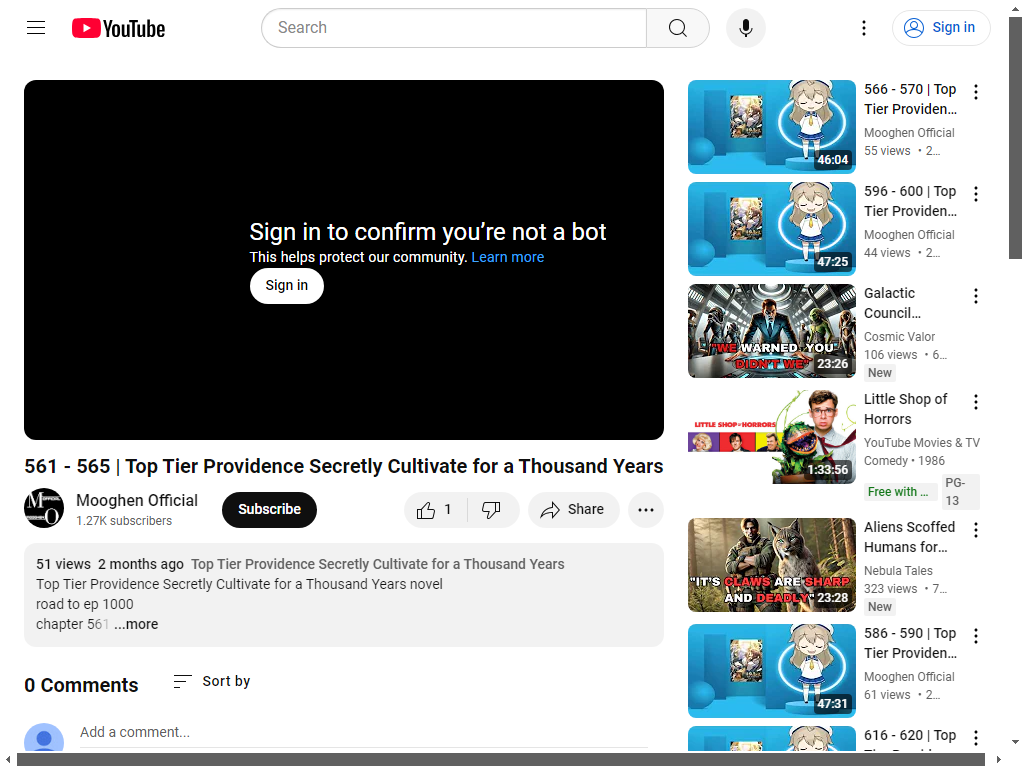 YouTube
Search
Sign in
Sign in to confirm you’re not a bot
This helps protect our community. Learn more
Sign in
561 - 565 | Top Tier Providence Secretly Cultivate for a Thousand Years
Mooghen Official
1.27K subscribers
Subscribe
1
Share
51 views 2 months ago Top Tier Providence Secretly Cultivate for a Thousand Years
Top Tier Providence Secretly Cultivate for a Thousand Years novel
road to ep 1000
chapter 561 ...more
0 Comments
Sort by
Add a comment...
46:04
566 - 570 | Top
Tier Providen...
Mooghen Official
55 views • 2...
47:25
596 - 600 | Top
Tier Providen...
Mooghen Official
44 views • 2...
"WE WARNED YOU
DIDN'T WE"
23:26
Galactic
Council...
Cosmic Valor
106 views • 6...
New
LITTLE SHOP OF HORRORS
1:33:56
Little Shop of
Horrors
YouTube Movies & TV
Comedy • 1986
Free with ...
PG-
13
"IT'S CLAWS ARE SHARP
AND DEADLY"
23:28
Aliens Scoffed
Humans for...
Nebula Tales
323 views • 7...
New
47:31
586 - 590 | Top
Tier Providen...
Mooghen Official
61 views • 2...
616 - 620 | Top